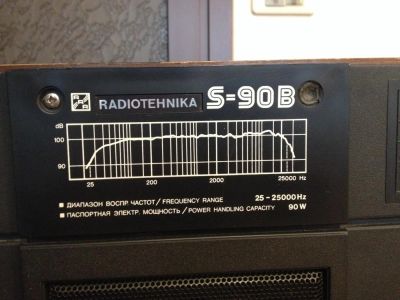 RADIOTEHNIKA S-90B
dB
100
90
25 200 2000 25000 Hz
ДИАПАЗОН ВОСПР. ЧАСТОТ / FREQUENCY RANGE 25-25000Hz
ПАСПОРТНАЯ ЭЛЕКТР. МОЩНОСТЬ / POWER HANDLING CAPACITY 90W